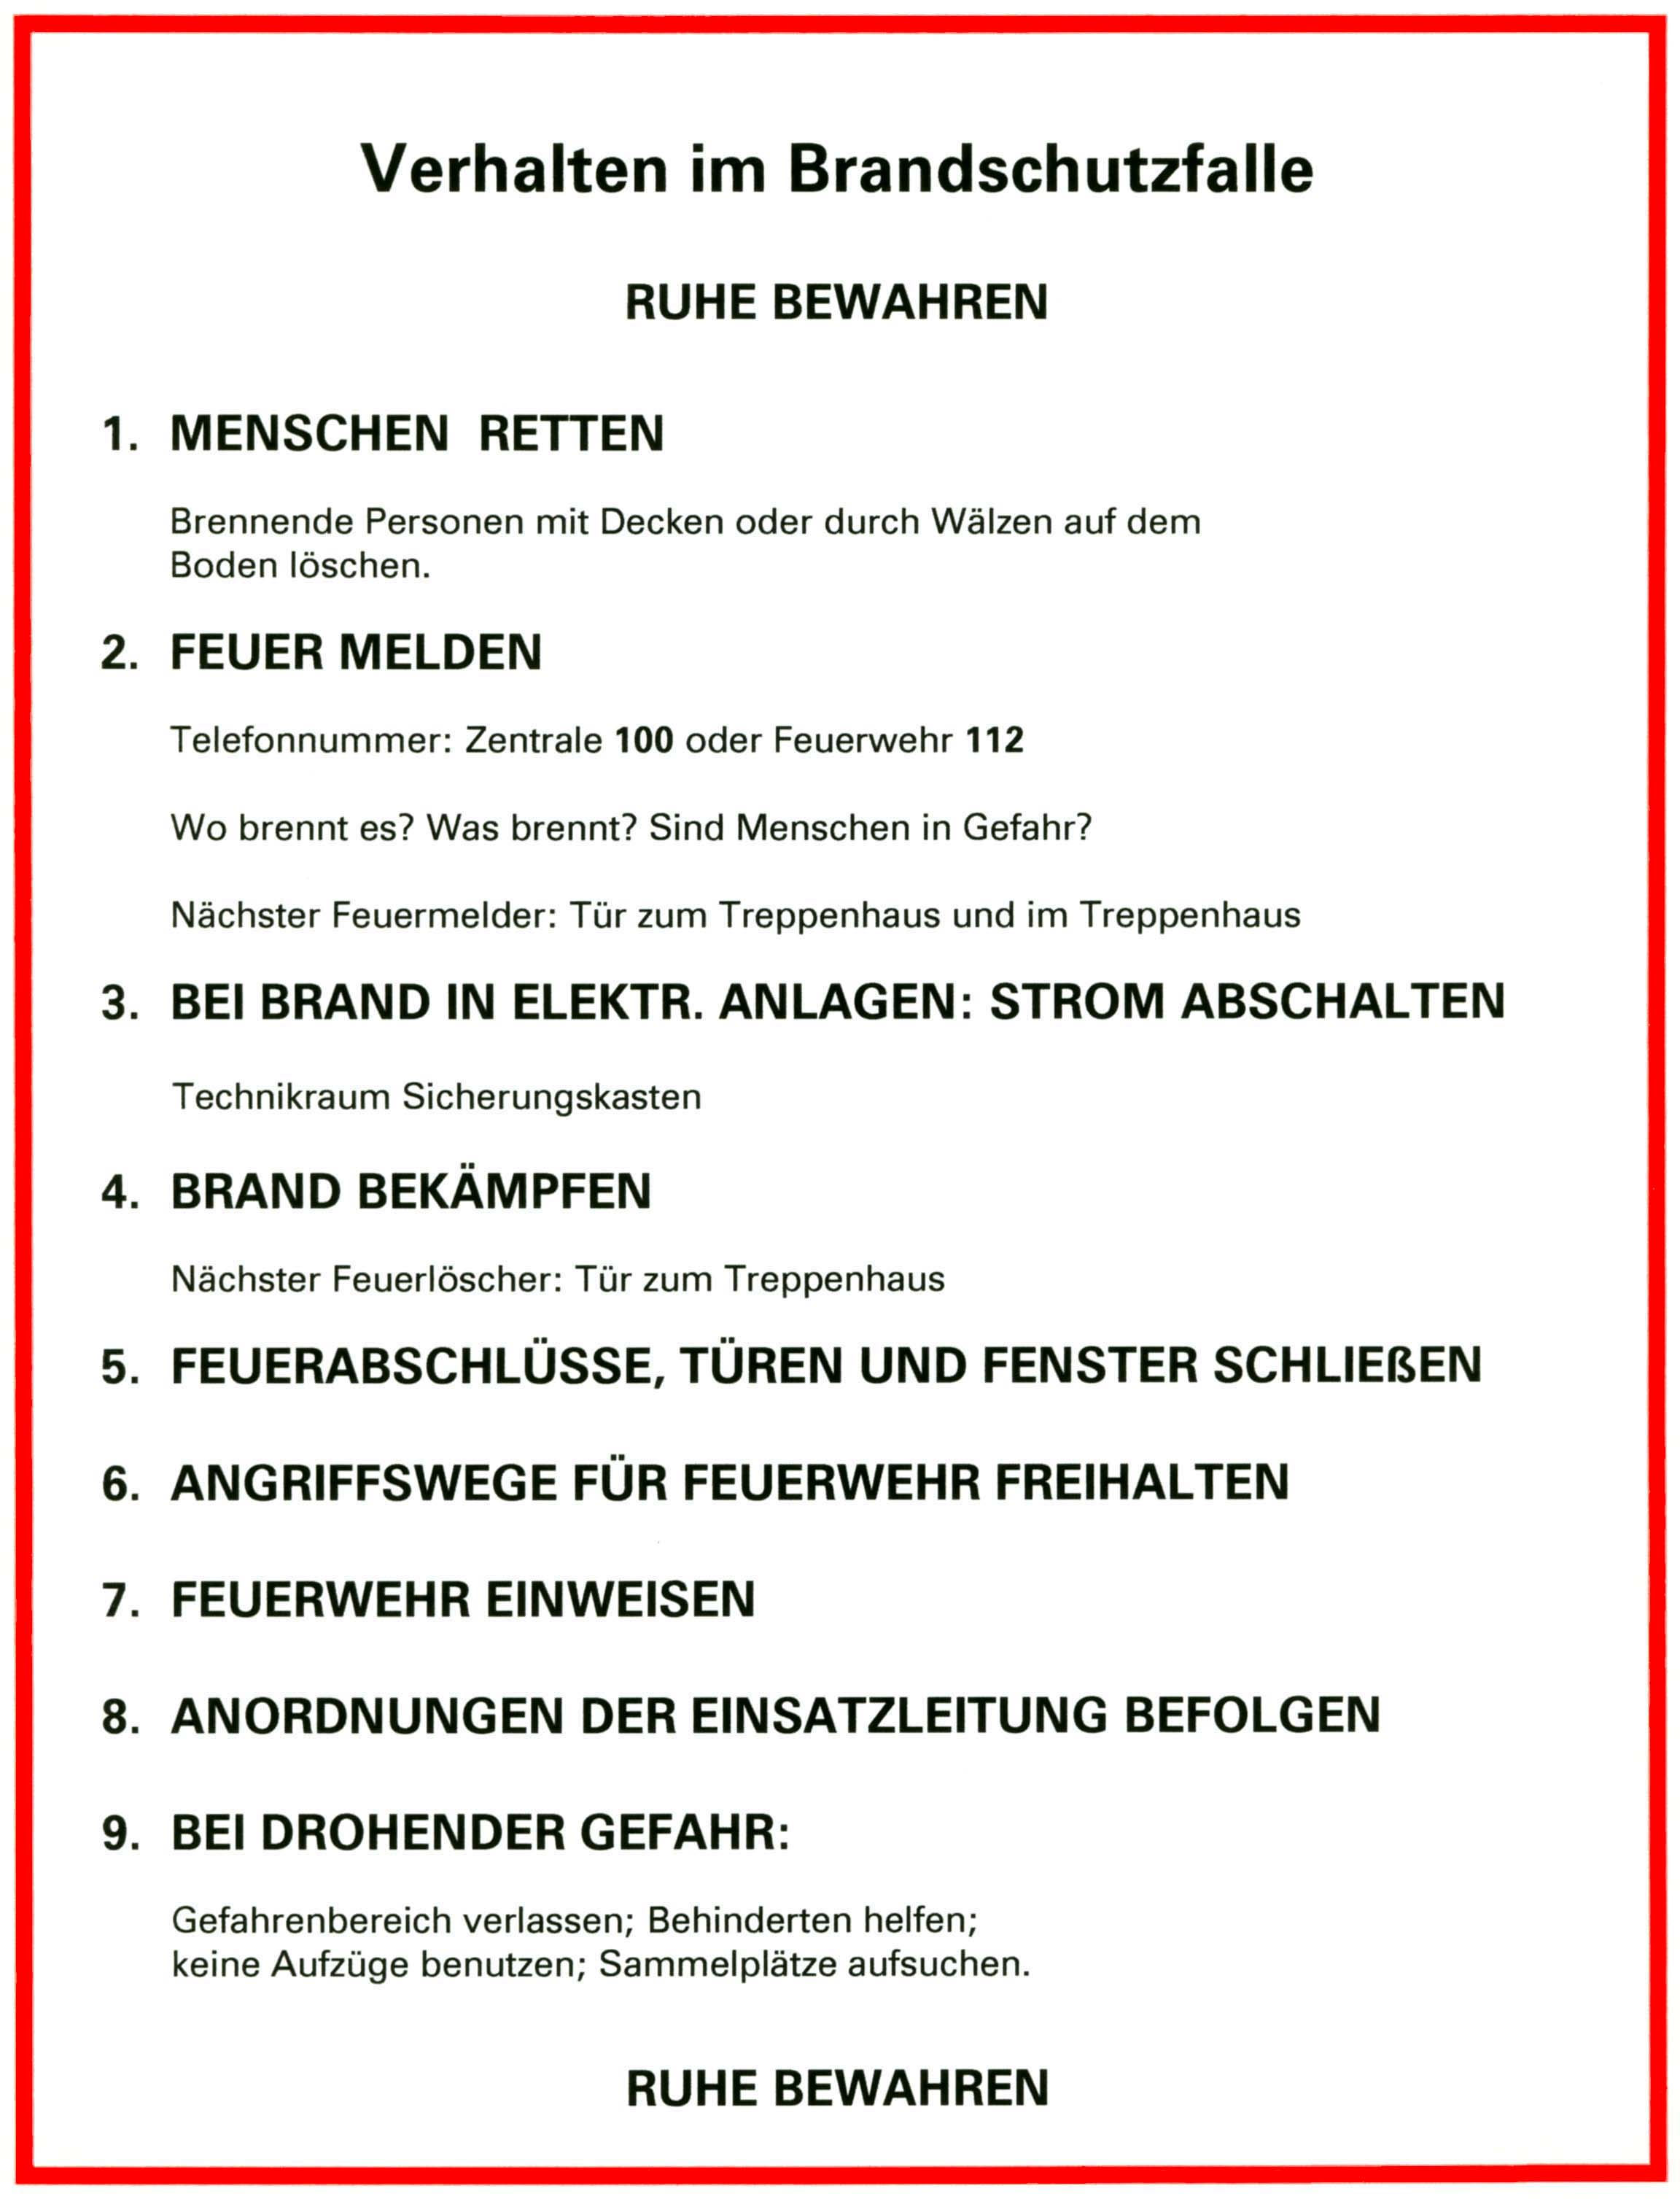 Verhalten im Brandschutzfalle
RUHE BEWAHREN
1. MENSCHEN RETTEN
Brennende Personen mit Decken oder durch Wälzen auf dem
Boden löschen.
2. FEUER MELDEN
Telefonnummer: Zentrale 100 oder Feuerwehr 112
Wo brennt es? Was brennt? Sind Menschen in Gefahr?
Nächster Feuermelder: Tür zum Treppenhaus und im Treppenhaus
3. BEI BRAND IN ELEKTR. ANLAGEN: STROM ABSCHALTEN
Technikraum Sicherungskasten
4. BRAND BEKÄMPFEN
Nächster Feuerlöscher: Tür zum Treppenhaus
5. FEUERABSCHLÜSSE, TÜREN UND FENSTER SCHLIEßEN
6. ANGRIFFSWEGE FÜR FEUERWEHR FREIHALTEN
7. FEUERWEHR EINWEISEN
8. ANORDNUNGEN DER EINSATZLEITUNG BEFOLGEN
9. BEI DROHENDER GEFAHR:
Gefahrenbereich verlassen; Behinderten helfen;
keine Aufzüge benutzen; Sammelplätze aufsuchen.
RUHE BEWAHREN